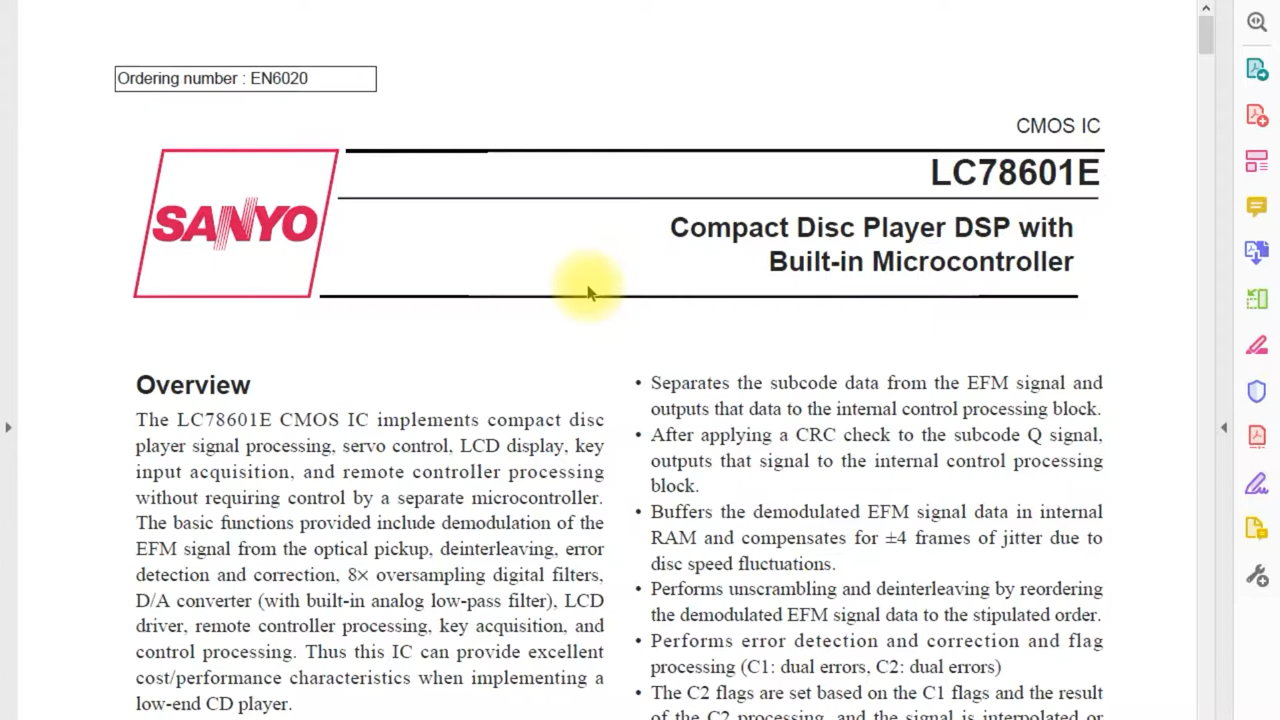 Ordering number : EN6020
CMOS IC
LC78601E
SANYO
Compact Disc Player DSP with
Built-in Microcontroller
Overview
The LC78601E CMOS IC implements compact disc
player signal processing, servo control, LCD display, key
input acquisition, and remote controller processing
without requiring control by a separate microcontroller.
The basic functions provided include demodulation of the
EFM signal from the optical pickup, deinterleaving, error
detection and correction, 8× oversampling digital filters,
D/A converter (with built-in analog low-pass filter), LCD
driver, remote controller processing, key acquisition, and
control processing. Thus this IC can provide excellent
cost/performance characteristics when implementing a
low-end CD player.
• Separates the subcode data from the EFM signal and
outputs that data to the internal control processing block.
• After applying a CRC check to the subcode Q signal,
outputs that signal to the internal control processing
block.
• Buffers the demodulated EFM signal data in internal
RAM and compensates for ±4 frames of jitter due to
disc speed fluctuations.
• Performs unscrambling and deinterleaving by reordering
the demodulated EFM signal data to the stipulated order.
• Performs error detection and correction and flag
processing (C1: dual errors, C2: dual errors)
• The C2 flags are set based on the C1 flags and the result
of the C2 processing, and the signal is interpolated or